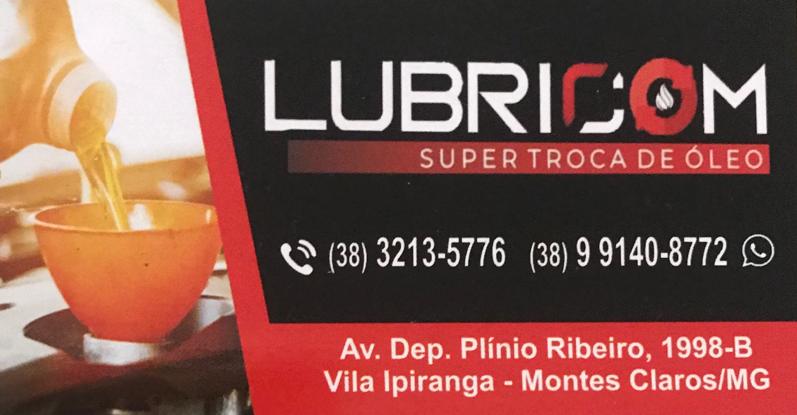 LUBRICOM
SUPER TROCA DE ÓLEO
(38) 3213-5776 (38) 9 9140-8772
Av. Dep. Plínio Ribeiro, 1998-B
Vila Ipiranga - Montes Claros/MG